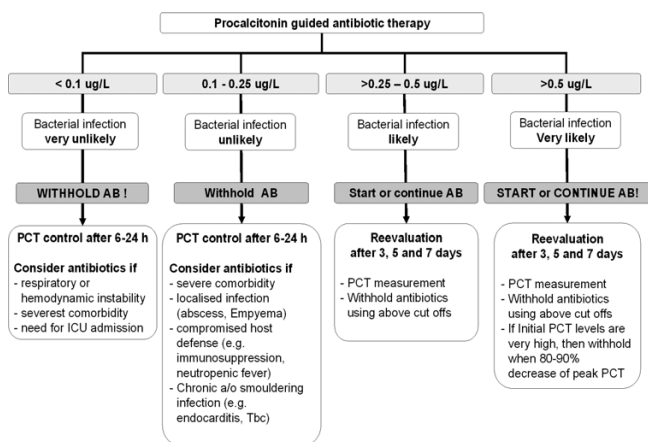 Procalcitonin guided antibiotic therapy
< 0.1 ug/L
0.1 - 0.25 ug/L
>0.25 – 0.5 ug/L
>0.5 ug/L
Bacterial infection
very unlikely
Bacterial infection
unlikely
Bacterial infection
likely
Bacterial infection
Very likely
WITHHOLD AB !
Withhold AB
Start or continue AB
START or CONTINUE AB!
PCT control after 6-24 h
Consider antibiotics if
- respiratory or
hemodynamic instability
- severest comorbidity
- need for ICU admission
PCT control after 6-24 h
Consider antibiotics if
- severe comorbidity
- localised infection
(abscess, Empyema)
- compromised host
defense (e.g.
immunosuppression,
neutropenic fever)
- Chronic a/o smouldering
infection (e.g.
endocarditis, Tbc)
Reevaluation
after 3, 5 and 7 days
- PCT measurement
- Withhold antibiotics
using above cut offs
Reevaluation
after 3, 5 and 7 days
- PCT measurement
- Withhold antibiotics
using above cut offs
- If Initial PCT levels are
very high, then withhold
when 80-90%
decrease of peak PCT